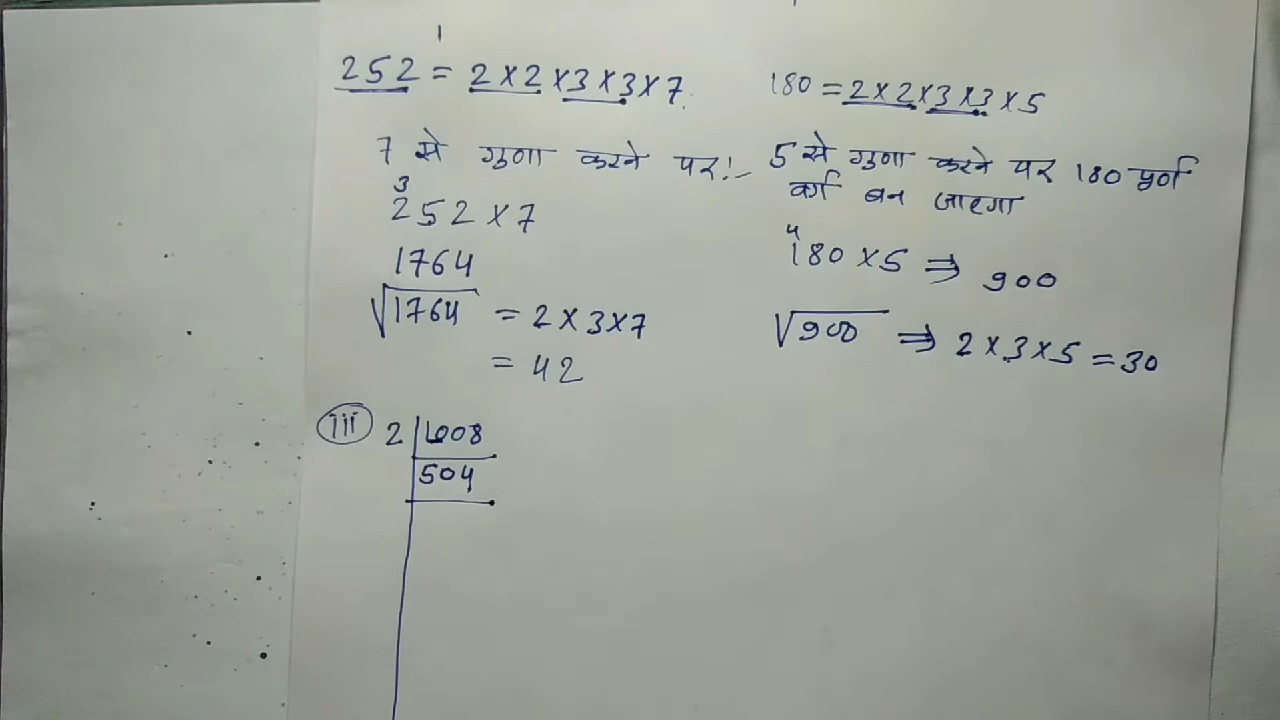 252 = 2×2×3×3×7
7 से गुणा करने पर!-
3
252×7
1764
√1764 = 2×3×7
= 42
180 = 2×2×3×3×5
5 से गुणा करने पर 180 पूर्ण
वर्ग बन जाएगा
4
180×5 ⇒ 900
√900 ⇒ 2×3×5 = 30
iii 2 | 1008
504